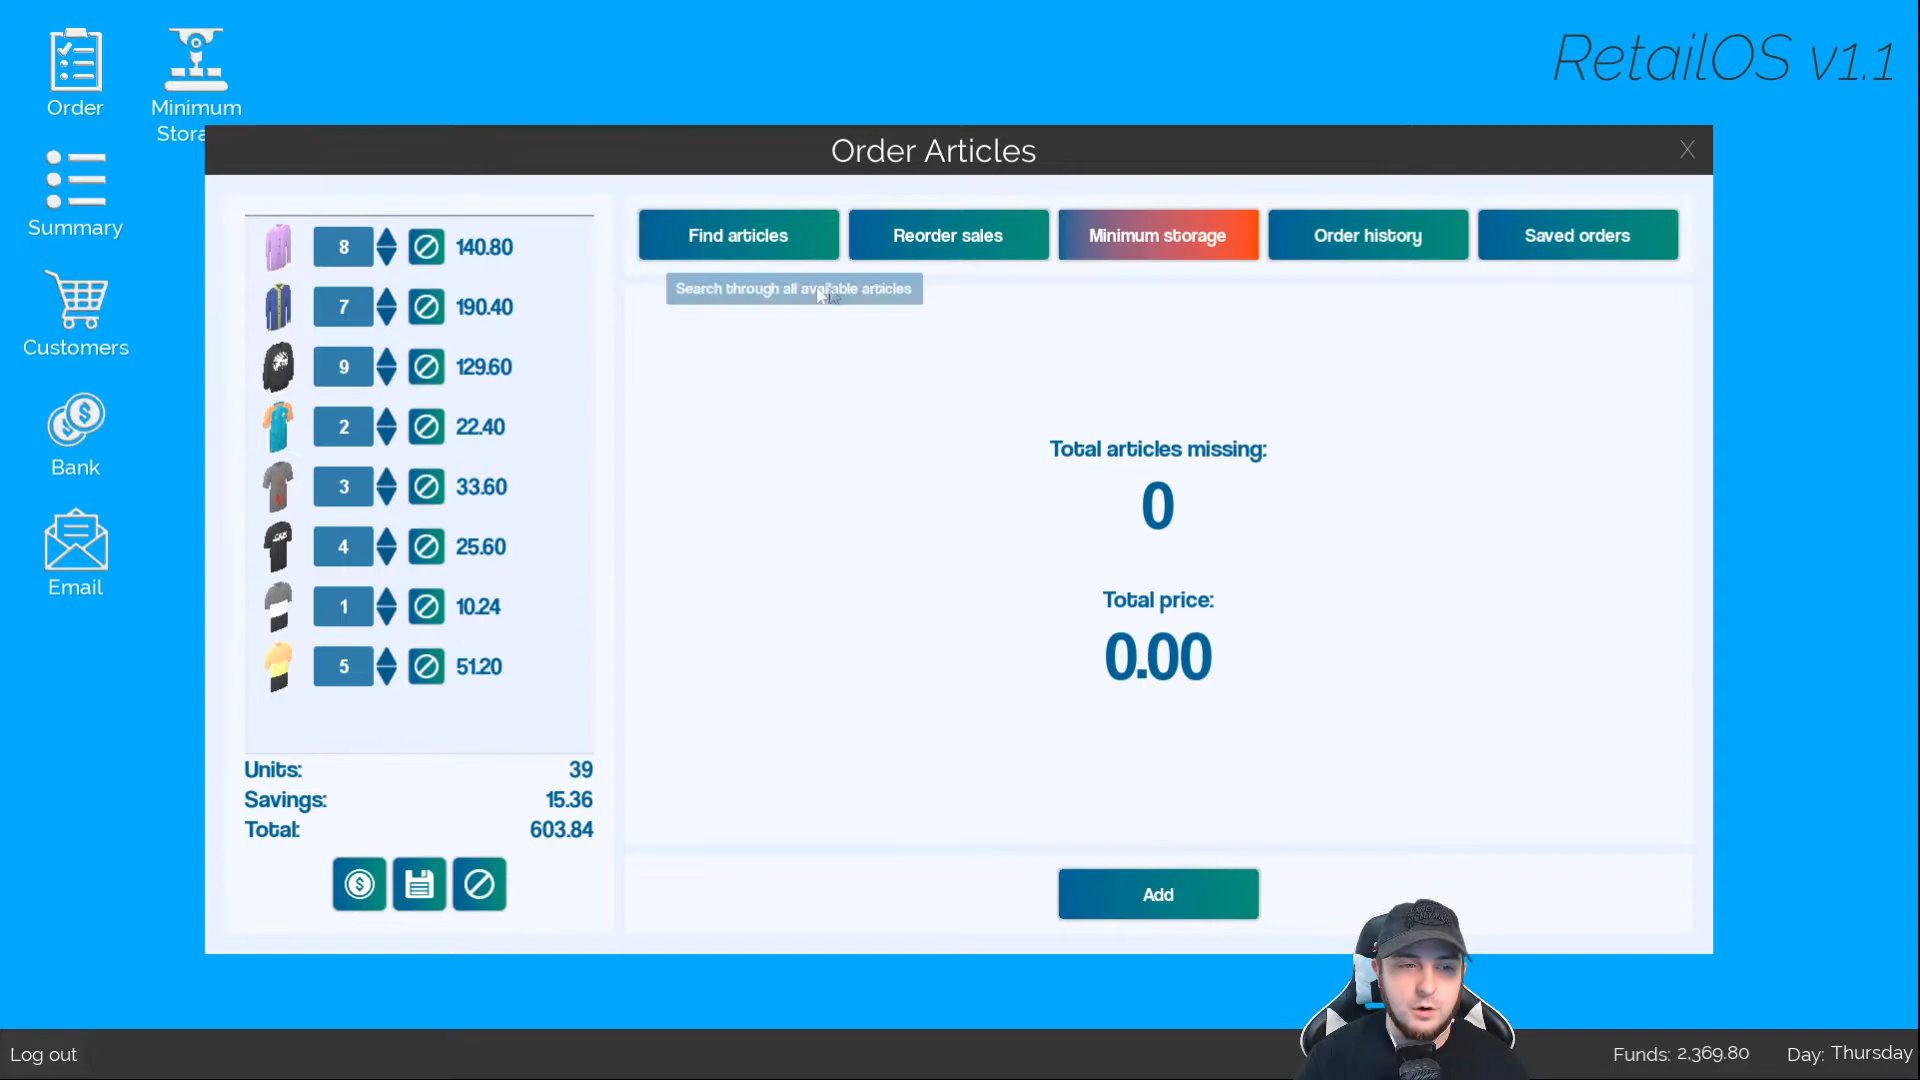 RetailOS v1.1
Order
Minimum
Stora
Summary
Customers
Bank
Email
Order Articles
X
Find articles
Reorder sales
Minimum storage
Order history
Saved orders
Search through all available articles
8 140.80
7 190.40
9 129.60
2 22.40
3 33.60
4 25.60
1 10.24
5 51.20
Units: 39
Savings: 15.36
Total: 603.84
Total articles missing:
0
Total price:
0.00
Add
Log out
Funds: 2,369.80
Day: Thursday